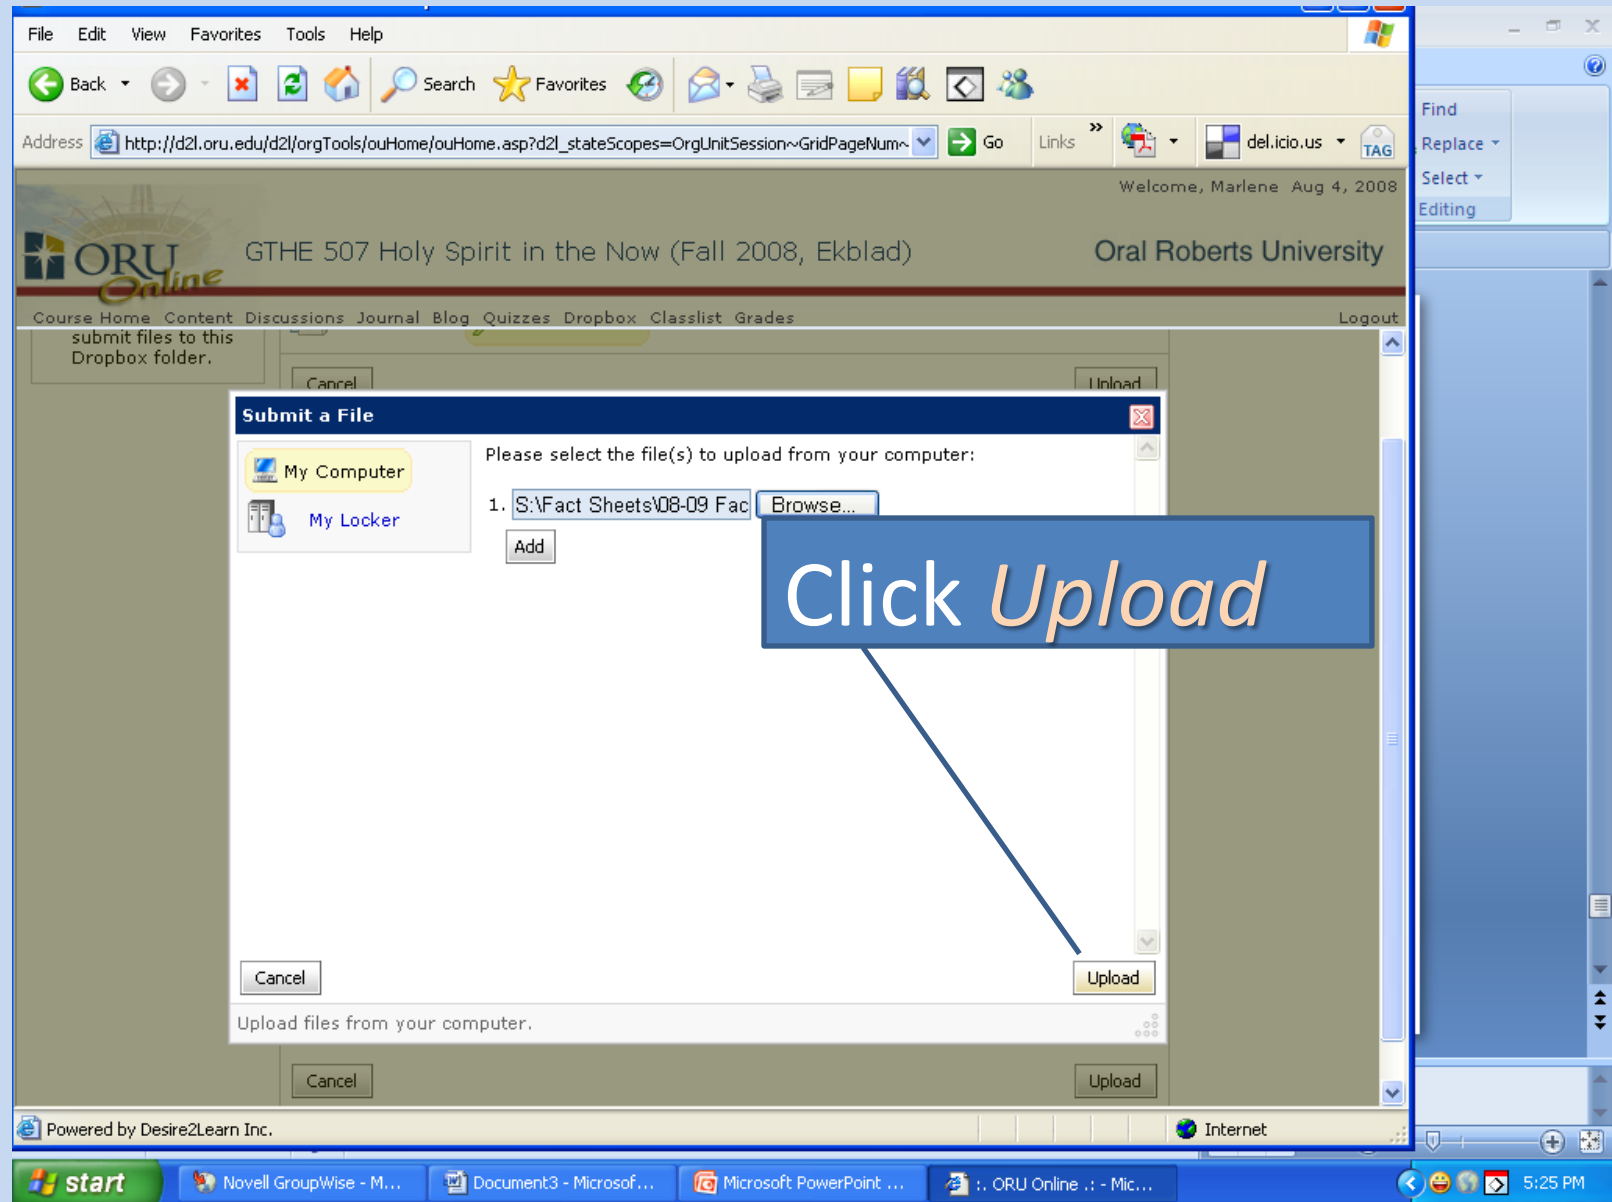 File Edit View Favorites Tools Help
Back Search Favorites
Address http://d2l.oru.edu/d2l/orgTools/ouHome/ouHome.asp?d2l_stateScopes=OrgUnitSession~GridPageNum~ Go Links » del.icio.us TAG
Find
Replace
Select
Editing
Welcome, Marlene Aug 4, 2008
ORU Online
GTHE 507 Holy Spirit in the Now (Fall 2008, Ekblad)
Oral Roberts University
Course Home Content Discussions Journal Blog Quizzes Dropbox Classlist Grades Logout
submit files to this
Dropbox folder.
Cancel Upload
Submit a File
My Computer
My Locker
Please select the file(s) to upload from your computer:
1. S:\Fact Sheets\08-09 Fac Browse...
Add
Click Upload
Cancel Upload
Upload files from your computer.
Cancel Upload
Powered by Desire2Learn Inc. Internet
start Novell GroupWise - M... Document3 - Microsof... Microsoft PowerPoint ... :. ORU Online .: - Mic... 5:25 PM